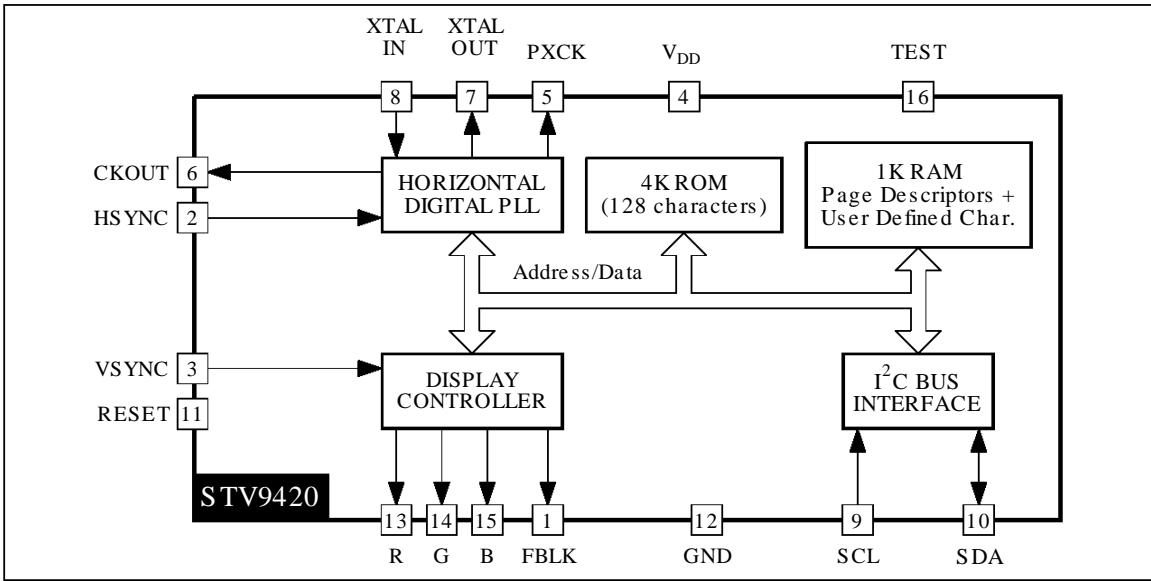 XTAL IN
XTAL OUT
PXCK
VDD
TEST
8
7
5
4
16
CKOUT 6
HSYNC 2
HORIZONTAL
DIGITAL PLL
4K ROM
(128 characters)
1K RAM
Page Descriptors +
User Defined Char.
Address/Data
VSYNC 3
RESET 11
DISPLAY
CONTROLLER
I2C BUS
INTERFACE
STV9420
13
14
15
1
12
9
10
R
G
B
FBLK
GND
SCL
SDA